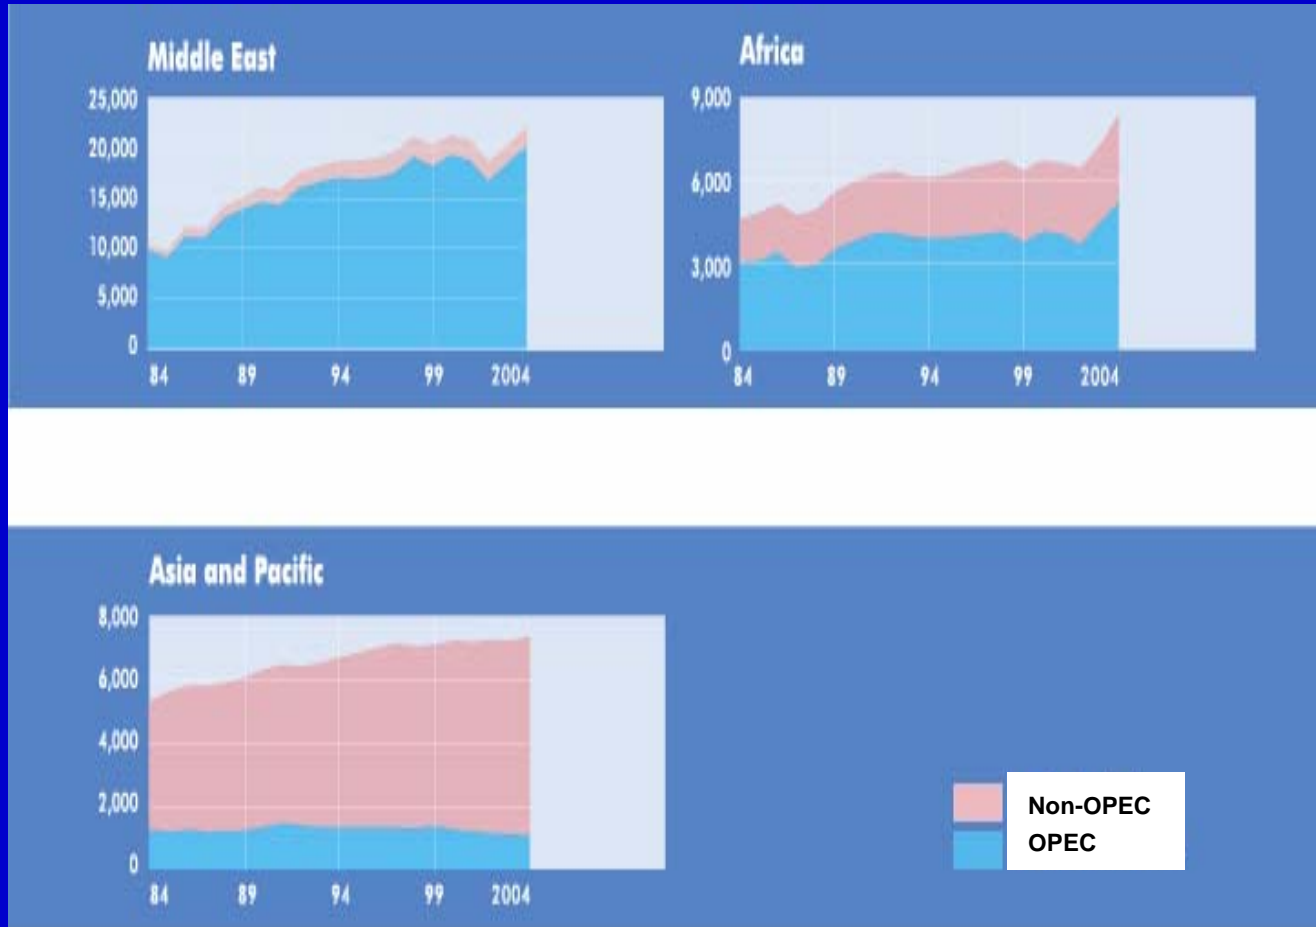 Middle East
25,000
20,000
15,000
10,000
5,000
0
84 89 94 99 2004
Africa
9,000
6,000
3,000
0
84 89 94 99 2004
Asia and Pacific
8,000
6,000
4,000
2,000
0
84 89 94 99 2004
Non-OPEC
OPEC